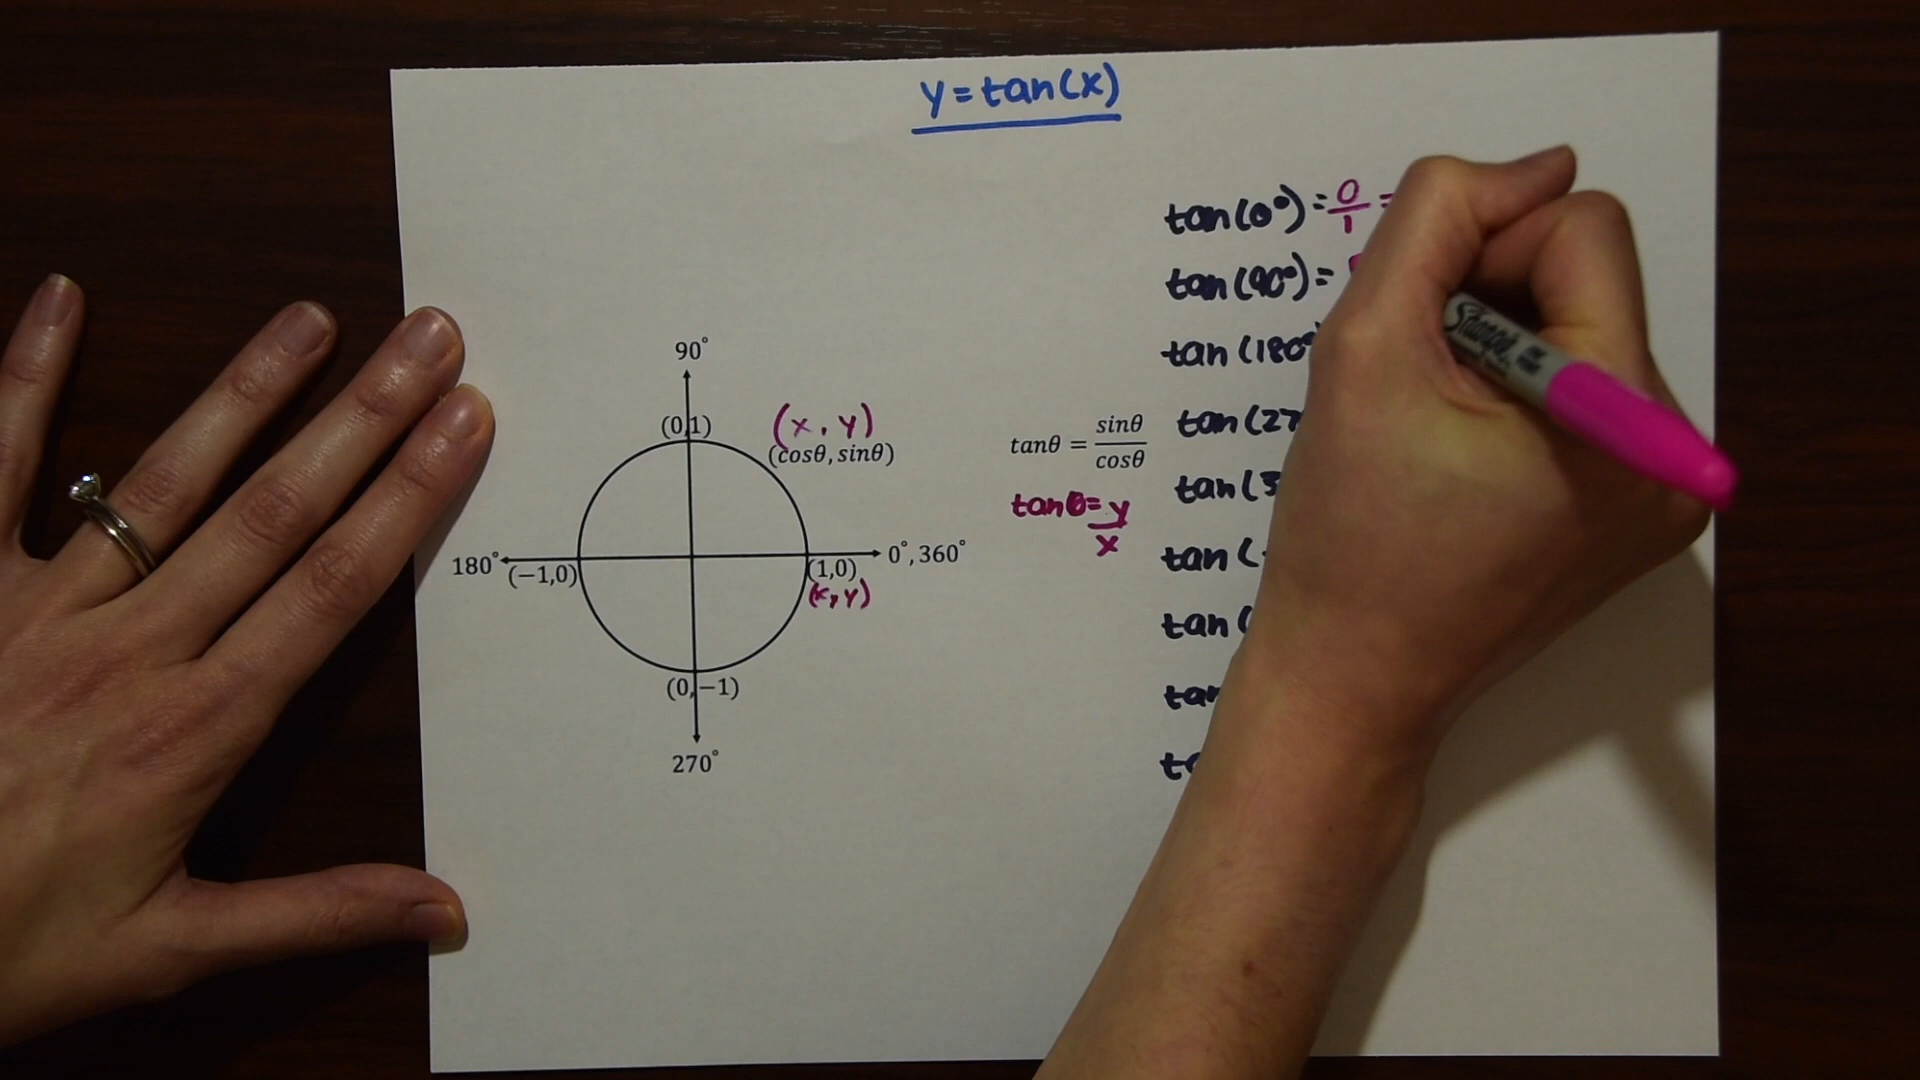 y=tan(x)
tan(0°)=0/1=
tan(90°)=
tan(180°
tan(27
tan(3
tan(-
tan(
tan
90°
(0,1)
(x, y)
(cosθ, sinθ)
tanθ = sinθ/cosθ
tanθ=y/x
180°
(−1,0)
(1,0)
0°, 360°
(x, y)
(0,−1)
270°
Sharpie